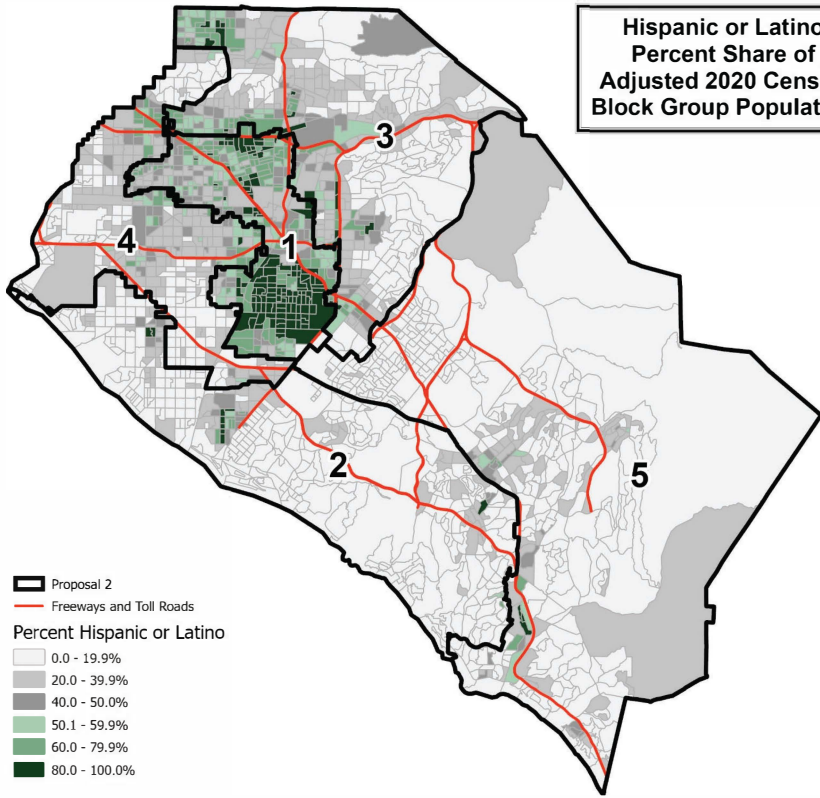 Hispanic or Latino
Percent Share of
Adjusted 2020
Block Group
3
4
1
2
5
Proposal 2
Freeways and Toll Roads
Percent Hispanic or Latino
0.0 - 19.9%
20.0 - 39.9%
40.0 - 50.0%
50.1 - 59.9%
60.0 - 79.9%
80.0 - 100.0%